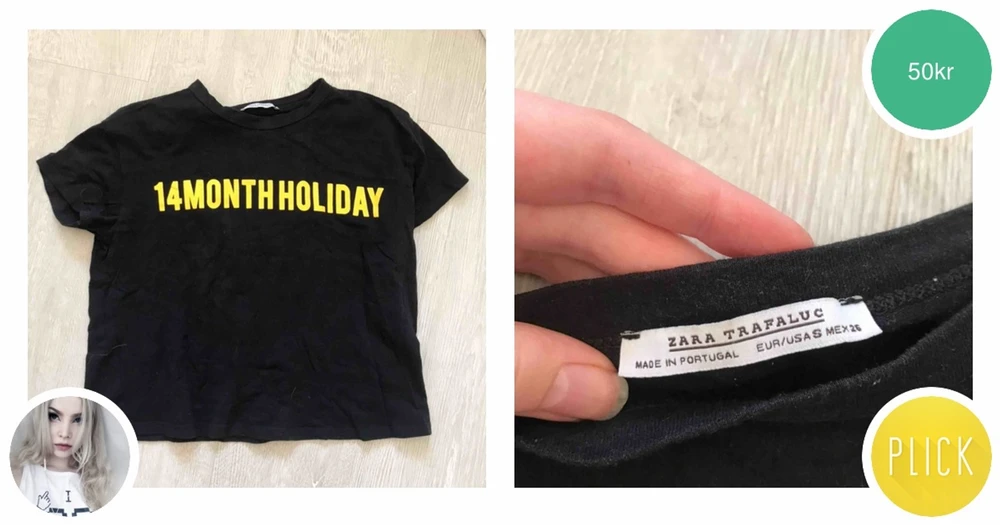 14MONTH HOLIDAY
50kr
ZARA TRAFALUC
MADE IN PORTUGAL EUR/USA S MEX 26
I
PLICK